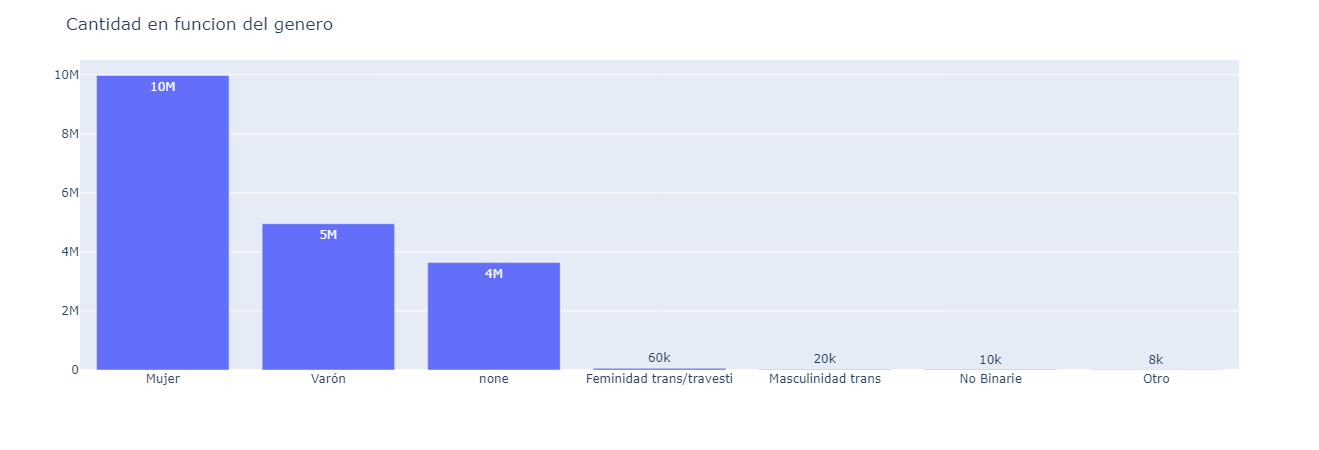 Cantidad en funcion del genero
10M
8M
6M
4M
2M
0
10M
5M
4M
60k
20k
10k
8k
Mujer
Varón
none
Feminidad trans/travesti
Masculinidad trans
No Binarie
Otro